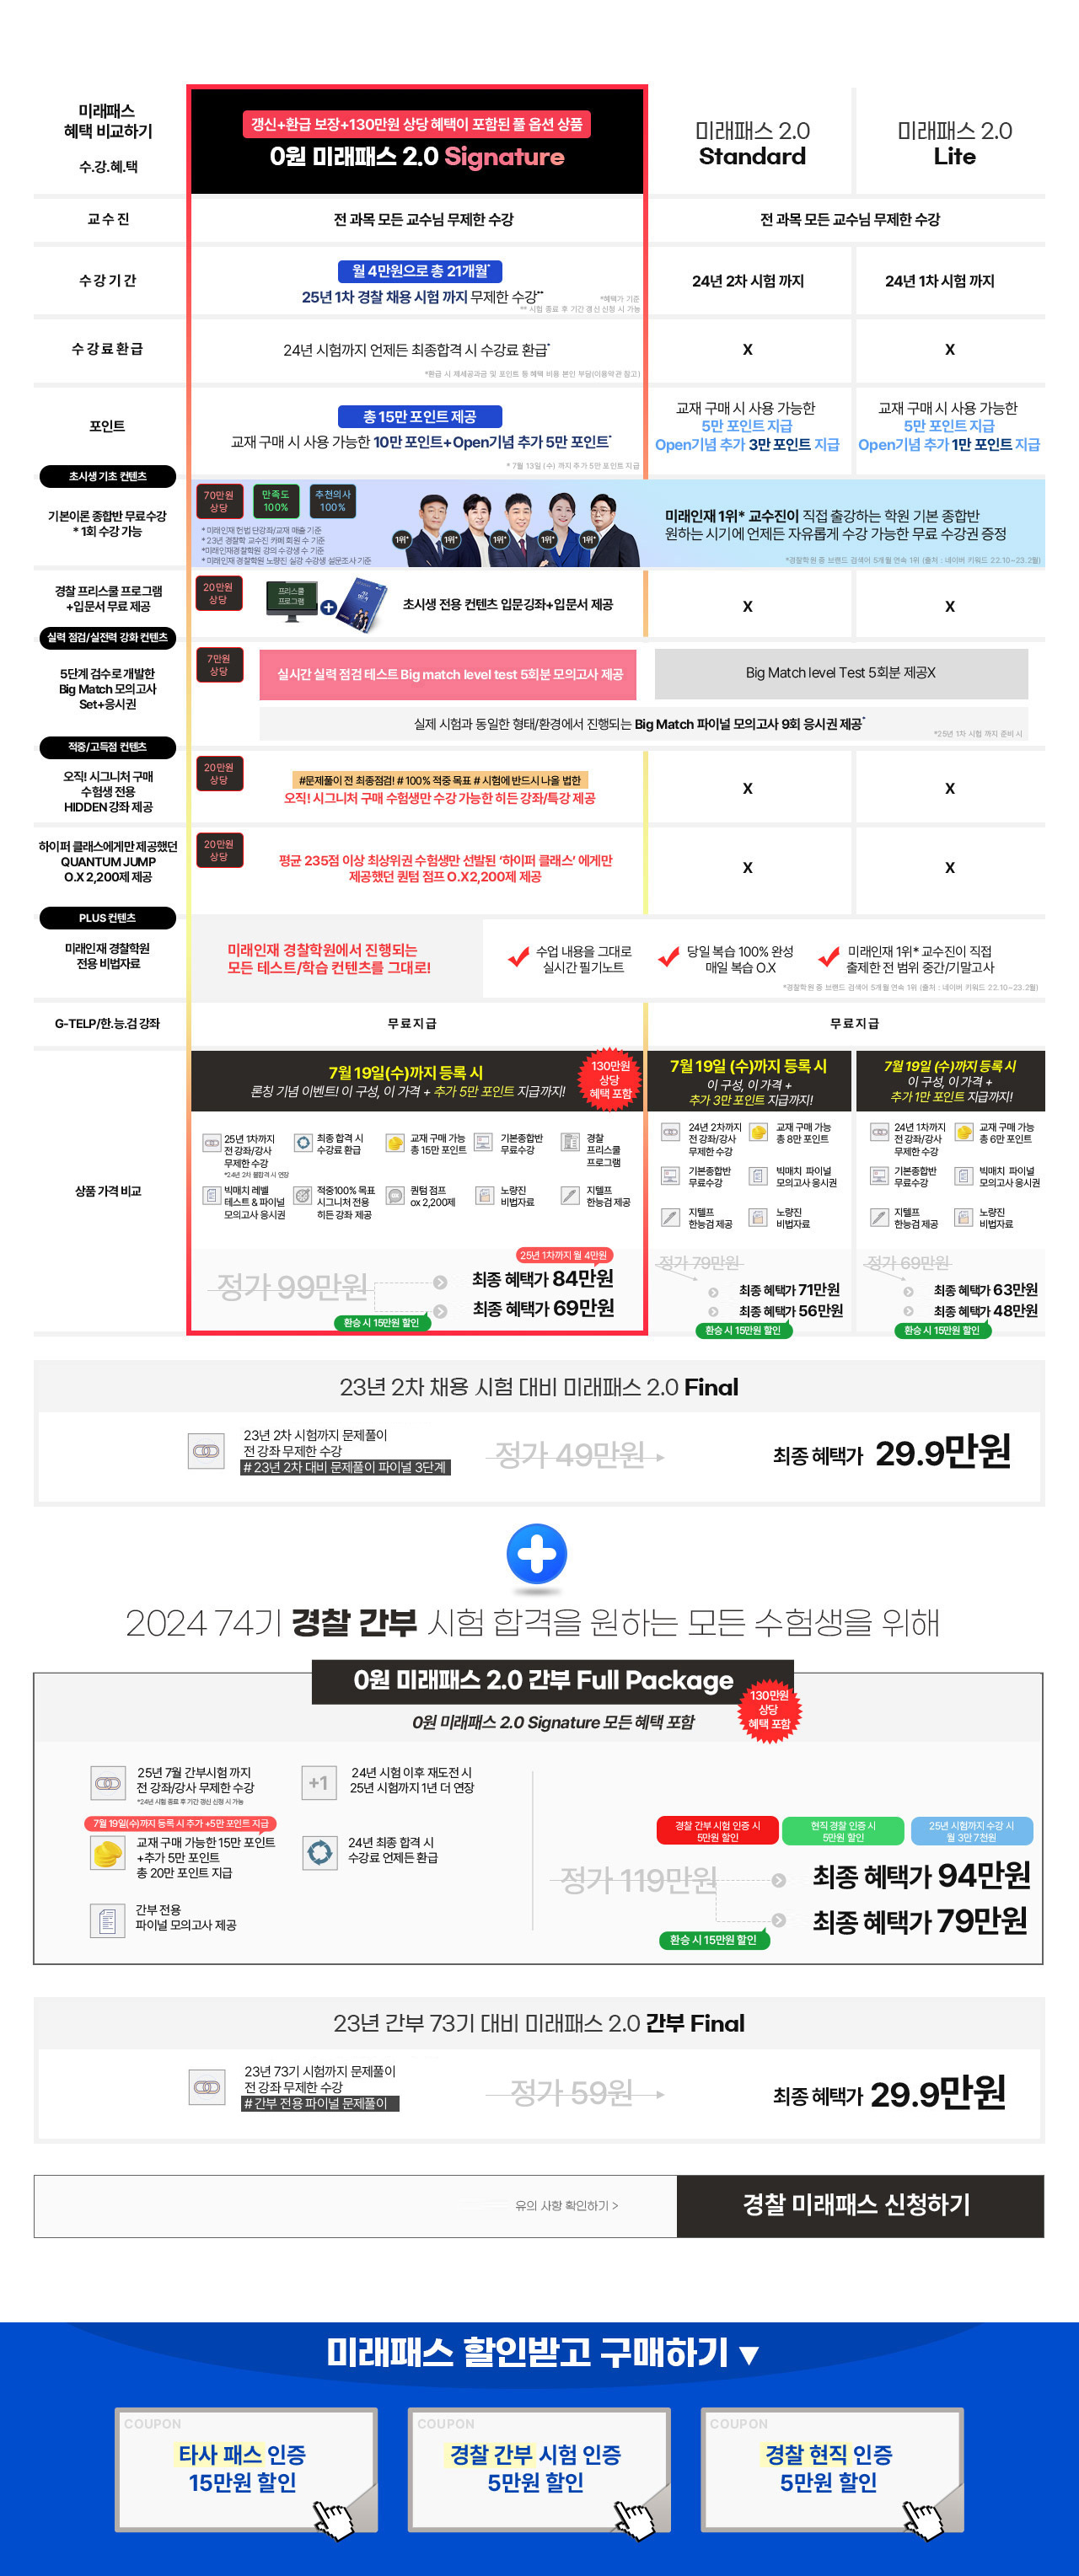 미래패스
혜택 비교하기
수.강.혜.택
갱신+환급 보장+130만원 상당 혜택이 포함된 풀 옵션 상품
0원 미래패스 2.0 Signature
미래패스 2.0
Standard
미래패스 2.0
Lite
교 수 진
전 과목 모든 교수님 무제한 수강
전 과목 모든 교수님 무제한 수강
수 강 기 간
월 4만원으로 총 21개월*
25년 1차 경찰 채용 시험 까지 무제한 수강**
*혜택가 기준
** 시험 종료 후 기간 갱신 신청 시 가능
24년 2차 시험 까지
24년 1차 시험 까지
수 강 료 환 급
24년 시험까지 언제든 최종합격 시 수강료 환급*
*환급 시 제세공과금 및 포인트 등 혜택 비용 본인 부담(이용약관 참고)
X
X
포인트
총 15만 포인트 제공
교재 구매 시 사용 가능한 10만 포인트+Open기념 추가 5만 포인트*
* 7월 13일 (수) 까지 추가 5만 포인트 지급
교재 구매 시 사용 가능한
5만 포인트 지급
Open기념 추가 3만 포인트 지급
교재 구매 시 사용 가능한
5만 포인트 지급
Open기념 추가 1만 포인트 지급
초시생 기초 컨텐츠
기본이론 종합반 무료수강
* 1회 수강 가능
70만원
상당
만족도
100%
추천의사
100%
* 미래인재 헌법 단강좌/교재 매출 기준
* 23년 경찰학 교수진 카페 회원 수 기준
*미래인재경찰학원 강의 수강생 수 기준
* 미래인재 경찰학원 노량진 실강 수강생 설문조사 기준
1위*
1위*
1위*
1위*
1위*
미래인재 1위* 교수진이 직접 출강하는 학원 기본 종합반
원하는 시기에 언제든 자유롭게 수강 가능한 무료 수강권 증정
*경찰학원 중 브랜드 검색어 5개월 연속 1위 (출처 : 네이버 키워드 22.10~23.2월)
경찰 프리스쿨 프로그램
+입문서 무료 제공
20만원
상당
프리스쿨
프로그램
초시생 전용 컨텐츠 입문강좌+입문서 제공
X
X
실력 점검/실전력 강화 컨텐츠
5단계 검수로 개발한
Big Match 모의고사
Set+응시권
7만원
상당
실시간 실력 점검 테스트 Big match level test 5회분 모의고사 제공
Big Match level Test 5회분 제공X
실제 시험과 동일한 형태/환경에서 진행되는 Big Match 파이널 모의고사 9회 응시권 제공*
*25년 1차 시험 까지 준비 시
적중/고득점 컨텐츠
오직! 시그니처 구매
수험생 전용
HIDDEN 강좌 제공
20만원
상당
#문제풀이 전 최종점검! # 100% 적중 목표 # 시험에 반드시 나올 법한
오직! 시그니처 구매 수험생만 수강 가능한 히든 강좌/특강 제공
X
X
하이퍼 클래스에게만 제공했던
QUANTUM JUMP
O.X 2,200제 제공
20만원
상당
평균 235점 이상 최상위권 수험생만 선발된 ‘하이퍼 클래스’ 에게만
제공했던 퀀텀 점프 O.X2,200제 제공
X
X
PLUS 컨텐츠
미래인재 경찰학원
전용 비법자료
미래인재 경찰학원에서 진행되는
모든 테스트/학습 컨텐츠를 그대로!
수업 내용을 그대로
실시간 필기노트
당일 복습 100% 완성
매일 복습 O.X
미래인재 1위* 교수진이 직접
출제한 전 범위 중간/기말고사
*경찰학원 중 브랜드 검색어 5개월 연속 1위 (출처 : 네이버 키워드 22.10~23.2월)
G-TELP/한.능.검 강좌
무료지급
무료지급
상품 가격 비교
7월 19일(수)까지 등록 시
론칭 기념 이벤트! 이 구성, 이 가격 + 추가 5만 포인트 지급까지!
130만원
상당
혜택 포함
7월 19일 (수)까지 등록 시
이 구성, 이 가격 +
추가 3만 포인트 지급까지!
7월 19일 (수)까지 등록 시
이 구성, 이 가격 +
추가 1만 포인트 지급까지!
25년 1차까지
전 강좌/강사
무제한 수강
*24년 2차 불합격 시 연장
최종 합격 시
수강료 환급
교재 구매 가능
총 15만 포인트
기본종합반
무료수강
경찰
프리스쿨
프로그램
빅매치 레벨
테스트 & 파이널
모의고사 응시권
적중100% 목표
시그니처 전용
히든 강좌 제공
퀀텀 점프
ox 2,200제
노량진
비법자료
지텔프
한능검 제공
24년 2차까지
전 강좌/강사
무제한 수강
교재 구매 가능
총 8만 포인트
기본종합반
무료수강
빅매치 파이널
모의고사 응시권
지텔프
한능검 제공
노량진
비법자료
24년 1차까지
전 강좌/강사
무제한 수강
교재 구매 가능
총 6만 포인트
기본종합반
무료수강
빅매치 파이널
모의고사 응시권
지텔프
한능검 제공
노량진
비법자료
정가 99만원
25년 1차까지 월 4만원
최종 혜택가 84만원
최종 혜택가 69만원
환승 시 15만원 할인
정가 79만원
최종 혜택가 71만원
최종 혜택가 56만원
환승 시 15만원 할인
정가 69만원
최종 혜택가 63만원
최종 혜택가 48만원
환승 시 15만원 할인
23년 2차 채용 시험 대비 미래패스 2.0 Final
23년 2차 시험까지 문제풀이
전 강좌 무제한 수강
# 23년 2차 대비 문제풀이 파이널 3단계
정가 49만원
최종 혜택가 29.9만원
2024 74기 경찰 간부 시험 합격을 원하는 모든 수험생을 위해
0원 미래패스 2.0 간부 Full Package
0원 미래패스 2.0 Signature 모든 혜택 포함
130만원
상당
혜택 포함
25년 7월 간부시험 까지
전 강좌/강사 무제한 수강
*24년 시험 종료 후 기간 갱신 신청 시 가능
+1
24년 시험 이후 재도전 시
25년 시험까지 1년 더 연장
7월 19일(수)까지 등록 시 추가 +5만 포인트 지급
교재 구매 가능한 15만 포인트
+추가 5만 포인트
총 20만 포인트 지급
24년 최종 합격 시
수강료 언제든 환급
간부 전용
파이널 모의고사 제공
경찰 간부 시험 인증 시
5만원 할인
현직 경찰 인증 시
5만원 할인
25년 시험까지 수강 시
월 3만 7천원
정가 119만원
최종 혜택가 94만원
최종 혜택가 79만원
환승 시 15만원 할인
23년 간부 73기 대비 미래패스 2.0 간부 Final
23년 73기 시험까지 문제풀이
전 강좌 무제한 수강
# 간부 전용 파이널 문제풀이
정가 59원
최종 혜택가 29.9만원
유의 사항 확인하기 >
경찰 미래패스 신청하기
미래패스 할인받고 구매하기 ▼
COUPON
타사 패스 인증
15만원 할인
COUPON
경찰 간부 시험 인증
5만원 할인
COUPON
경찰 현직 인증
5만원 할인